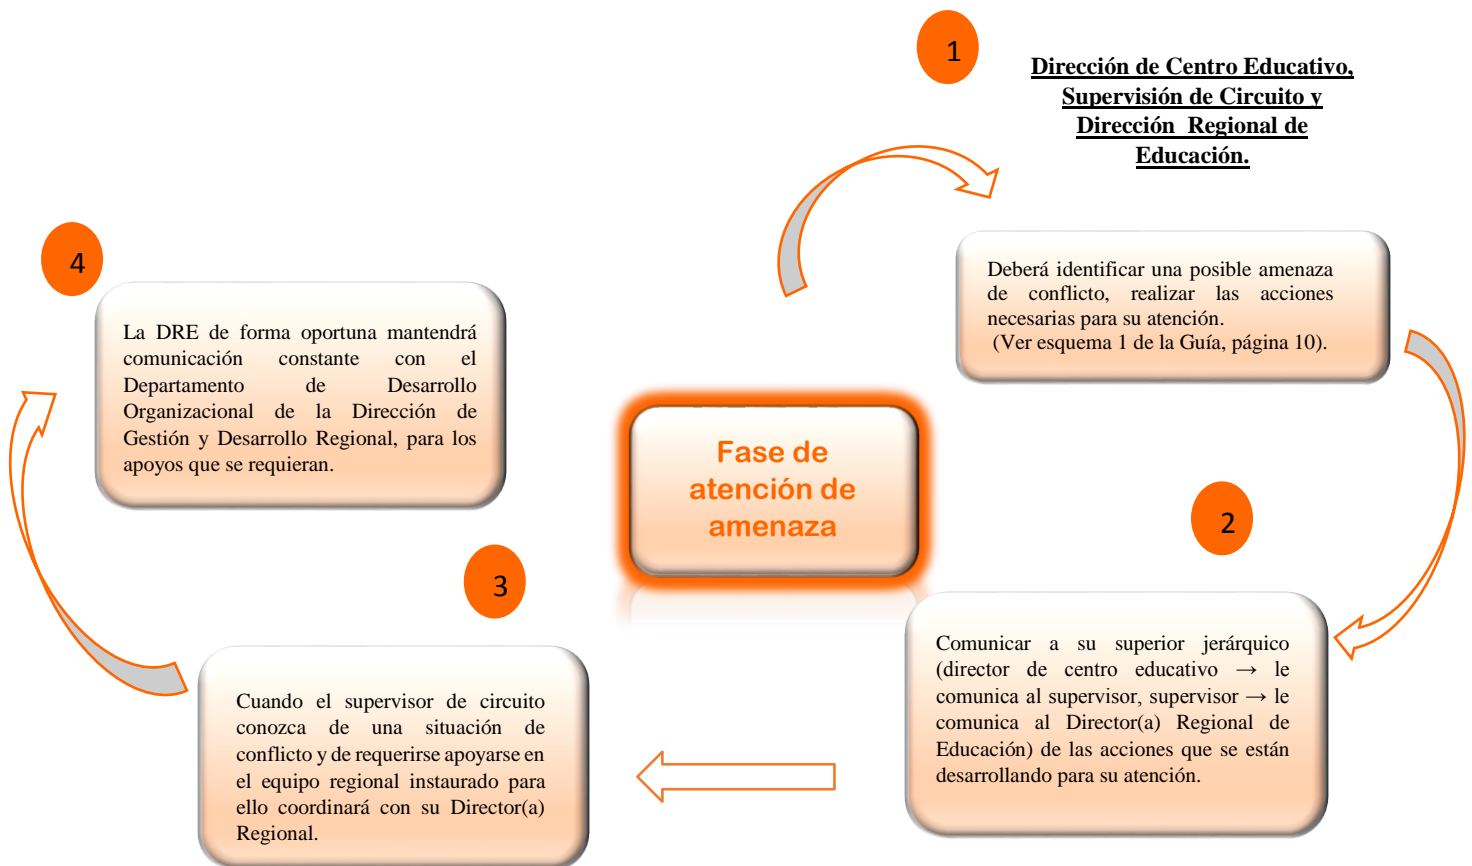 1
Dirección de Centro Educativo,
Supervisión de Circuito y
Dirección Regional de
Educación.
Deberá identificar una posible amenaza
de conflicto, realizar las acciones
necesarias para su atención.
(Ver esquema 1 de la Guía, página 10).
2
Comunicar a su superior jerárquico
(director de centro educativo → le
comunica al supervisor, supervisor → le
comunica al Director(a) Regional de
Educación) de las acciones que se están
desarrollando para su atención.
3
Cuando el supervisor de circuito
conozca de una situación de
conflicto y de requerirse apoyarse en
el equipo regional instaurado para
ello coordinará con su Director(a)
Regional.
4
La DRE de forma oportuna mantendrá
comunicación constante con el
Departamento de Desarrollo
Organizacional de la Dirección de
Gestión y Desarrollo Regional, para los
apoyos que se requieran.
Fase de
atención de
amenaza